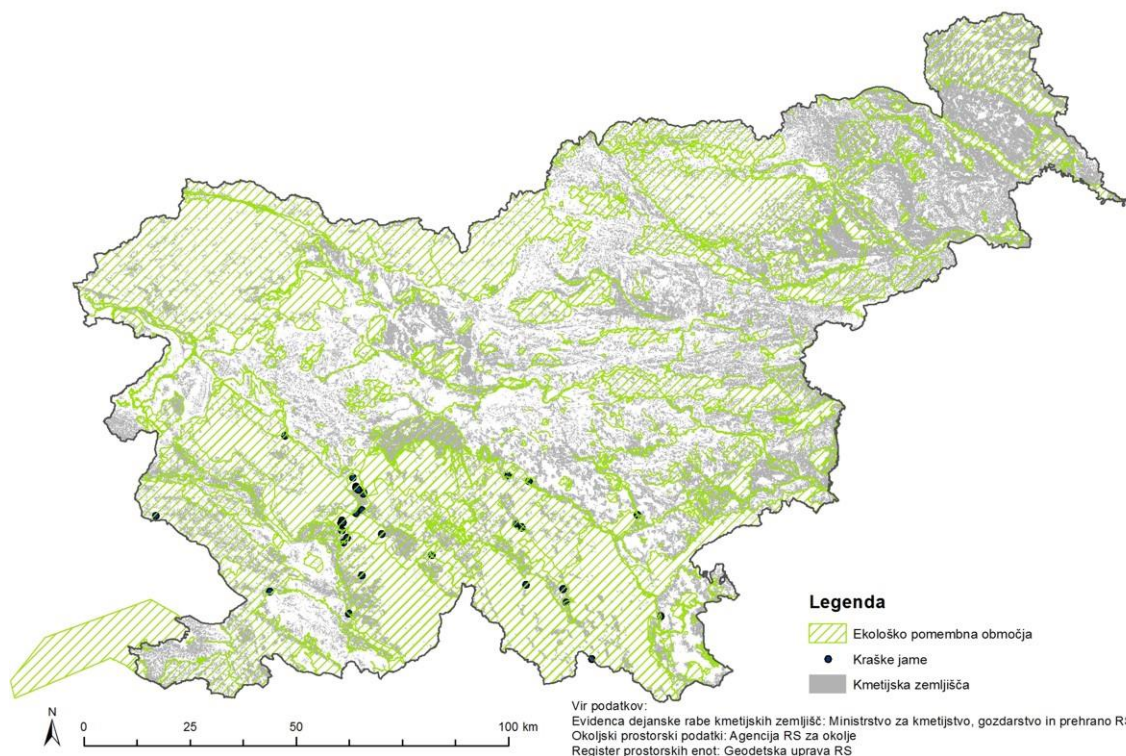 Legenda
Ekološko pomembna območja
Kraške jame
Kmetijska zemljišča
N
0 25 50 100 km
Vir podatkov:
Evidenca dejanske rabe kmetijskih zemljišč: Ministrstvo za kmetijstvo, gozdarstvo in prehrano RS
Okoljski prostorski podatki: Agencija RS za okolje
Register prostorskih enot: Geodetska uprava RS